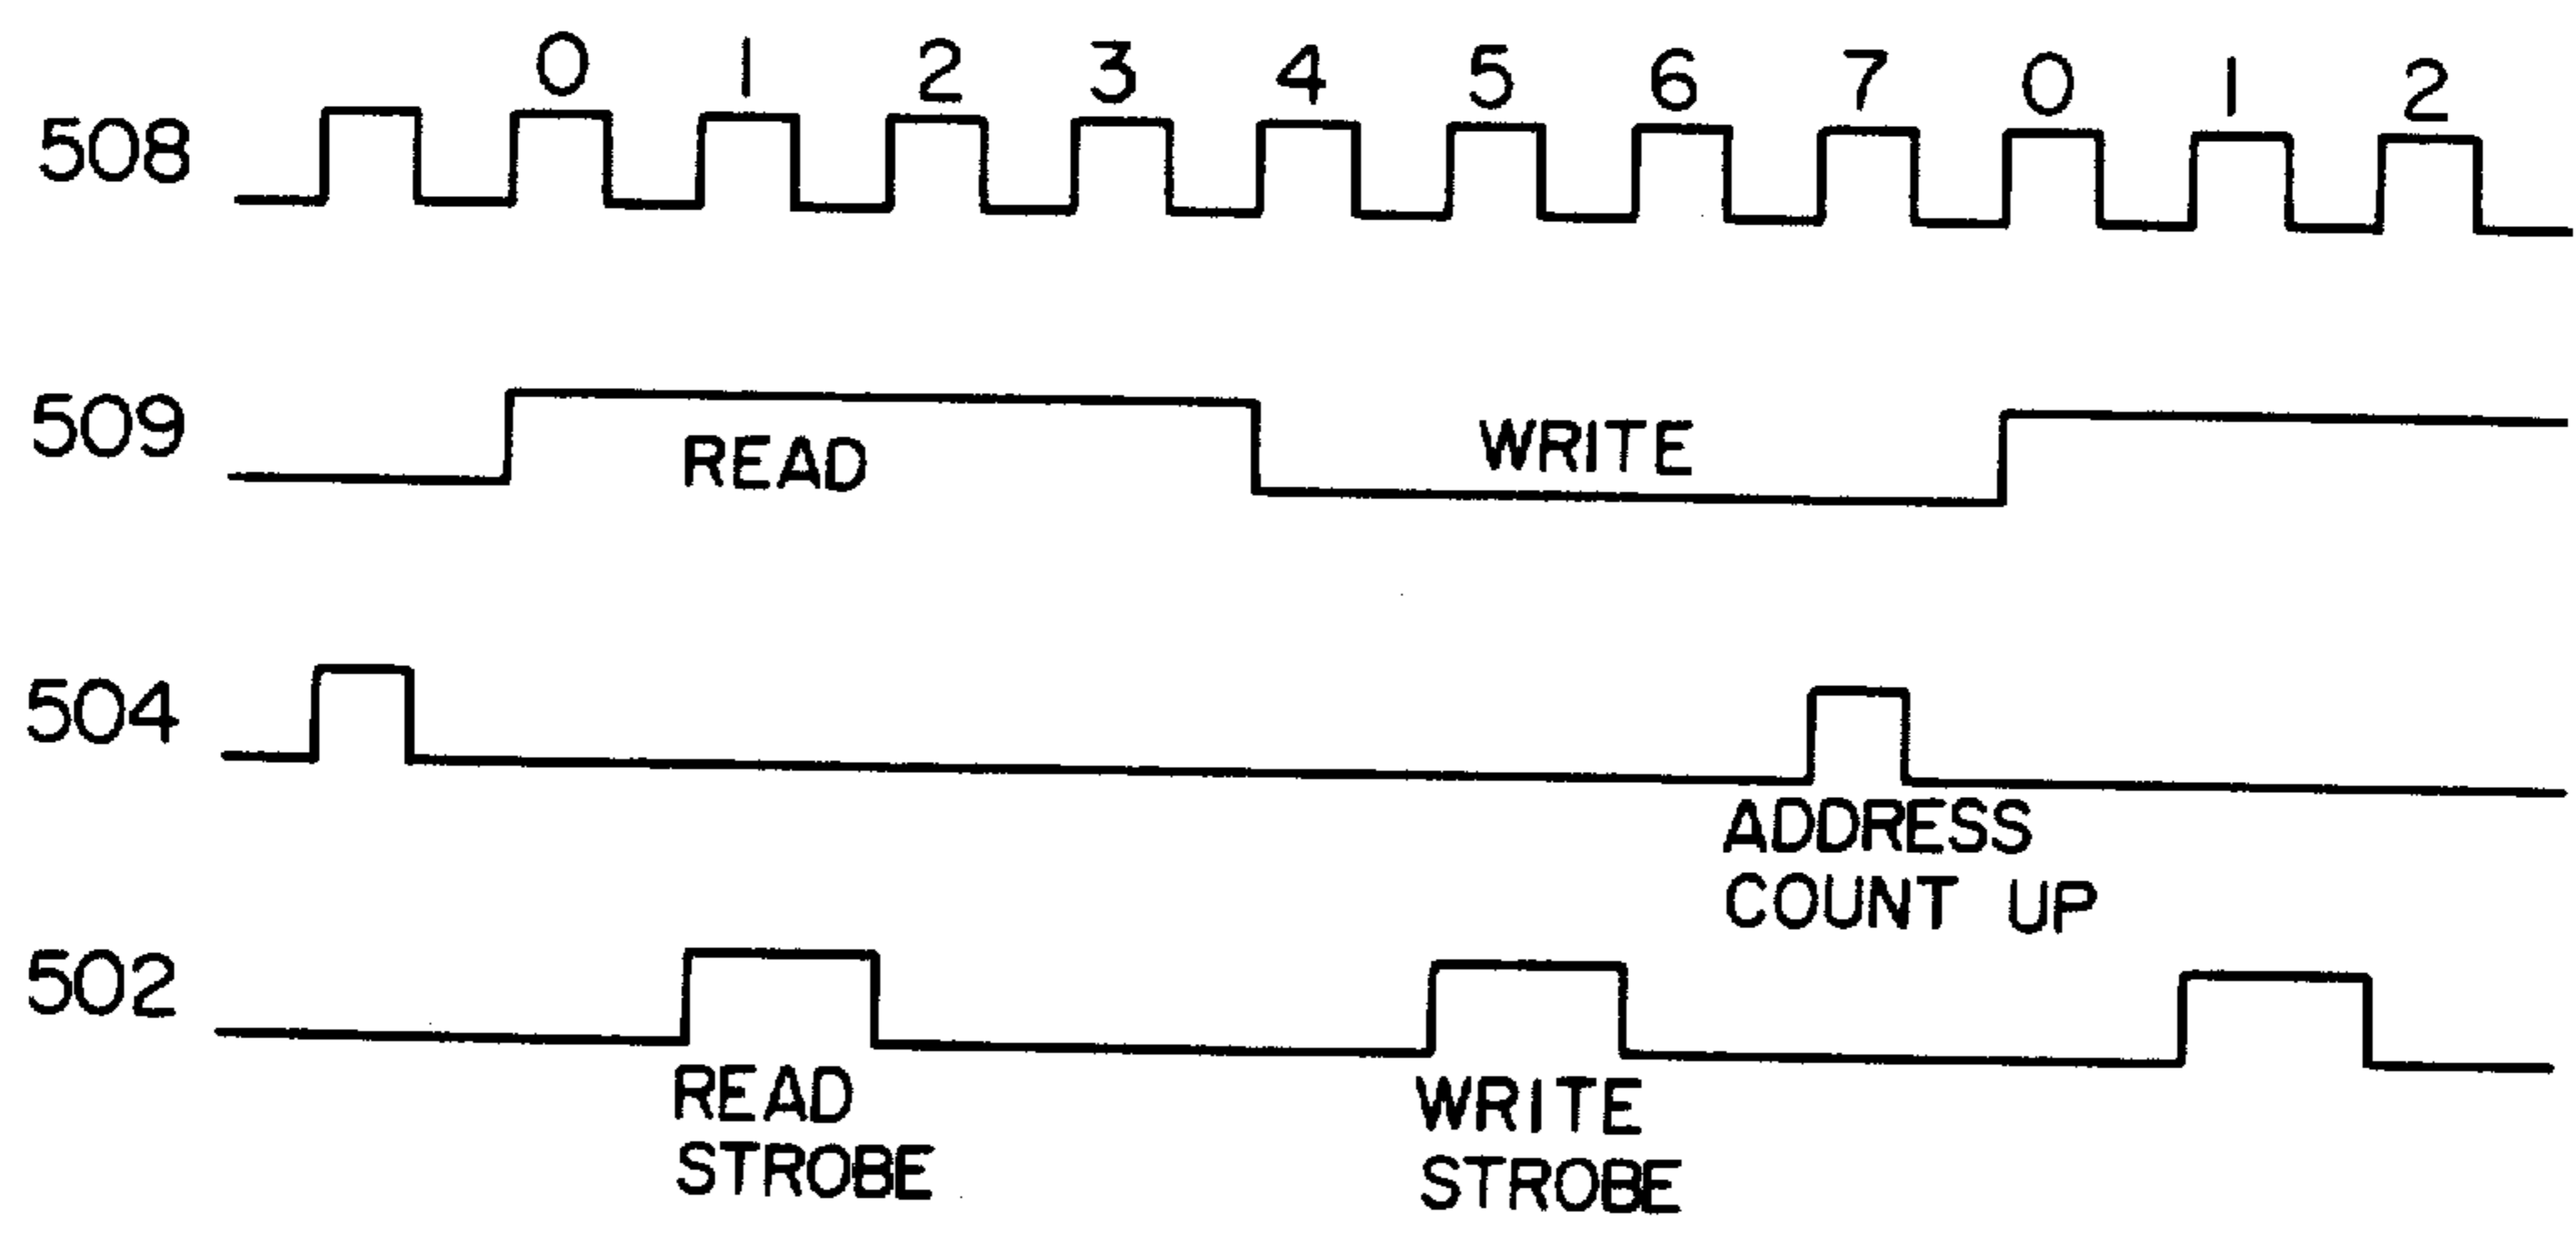 0 1 2 3 4 5 6 7 0 1 2
508
509
READ
WRITE
504
ADDRESS
COUNT UP
502
READ
STROBE
WRITE
STROBE